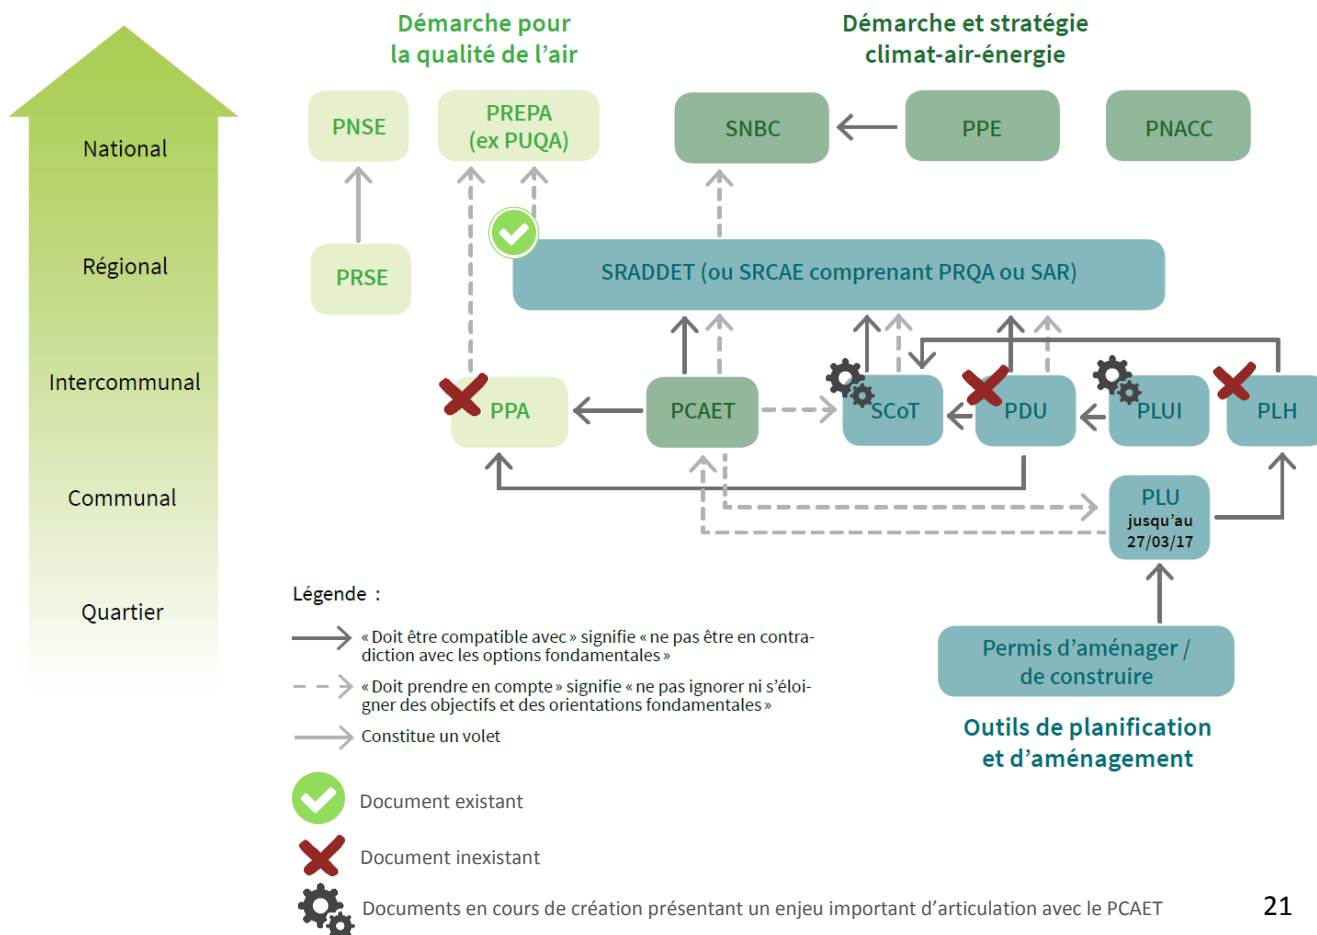 Démarche pour
la qualité de l'air
Démarche et stratégie
climat-air-énergie
National
PNSE
PREPA
(ex PUQA)
SNBC
PPE
PNACC
Régional
PRSE
SRADDET (ou SRCAE comprenant PRQA ou SAR)
Intercommunal
PPA
PCAET
SCoT
PDU
PLUI
PLH
Communal
PLU
jusqu'au
27/03/17
Quartier
Permis d'aménager /
de construire
Outils de planification
et d'aménagement
Légende :
« Doit être compatible avec » signifie « ne pas être en contra-
diction avec les options fondamentales »
« Doit prendre en compte » signifie « ne pas ignorer ni s'éloi-
gner des objectifs et des orientations fondamentales »
Constitue un volet
Document existant
Document inexistant
Documents en cours de création présentant un enjeu important d'articulation avec le PCAET
21